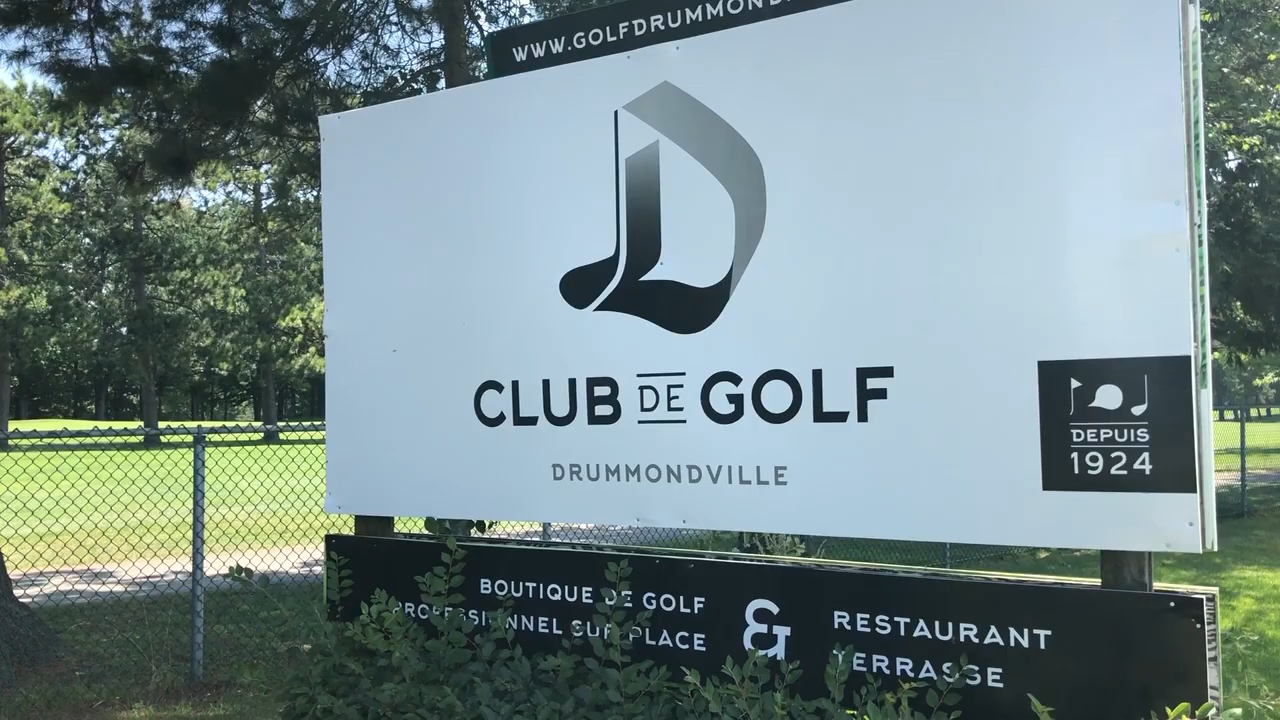 WWW.GOLFDRUMMOND
CLUB DE GOLF
DRUMMONDVILLE
DEPUIS
1924
BOUTIQUE DE GOLF
PROFESSIONNEL SUR PLACE
&
RESTAURANT
TERRASSE